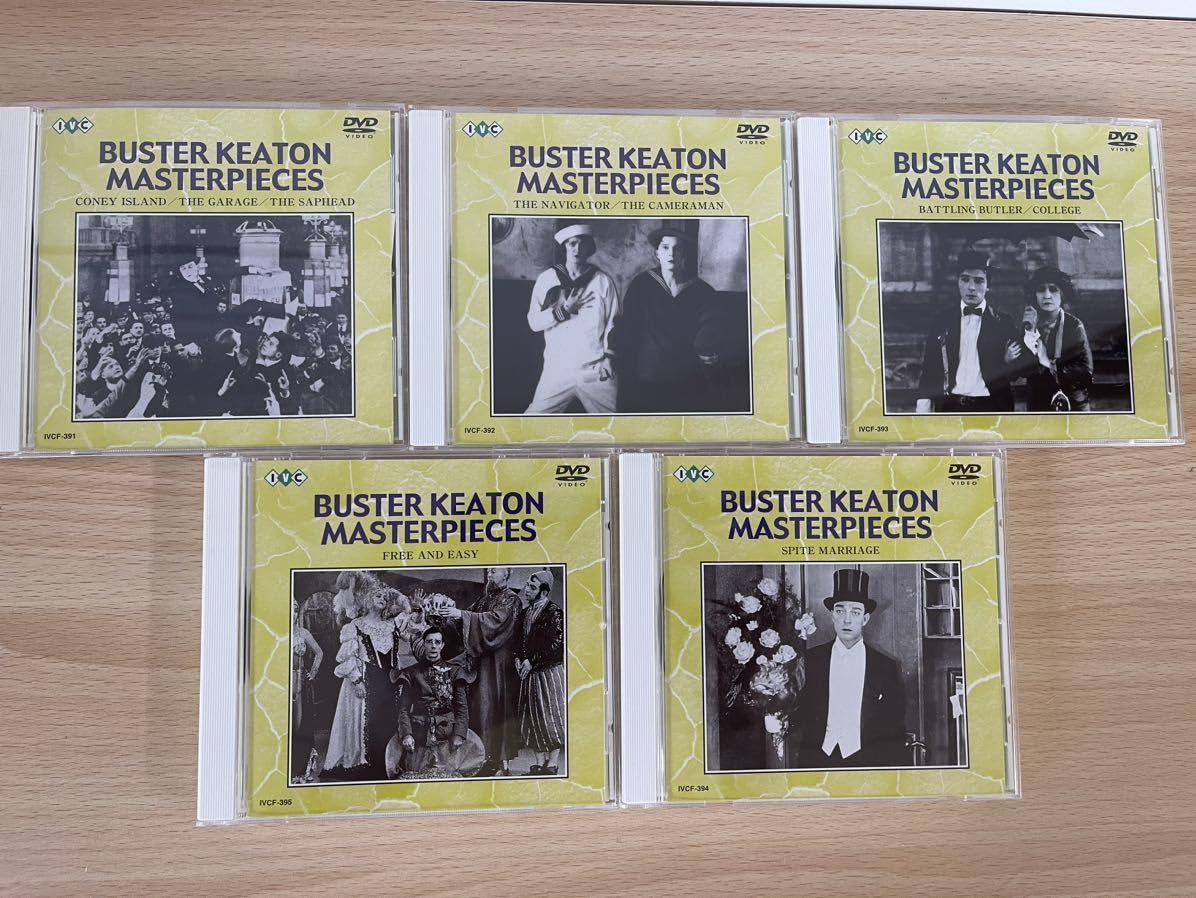 IVC
DVD
VIDEO
BUSTER KEATON
MASTERPIECES
CONEY ISLAND/THE GARAGE/THE SAPHEAD
IVCF-391
IVC
DVD
VIDEO
BUSTER KEATON
MASTERPIECES
THE NAVIGATOR/THE CAMERAMAN
IVCF-392
IVC
DVD
VIDEO
BUSTER KEATON
MASTERPIECES
BATTLING BUTLER/COLLEGE
IVCF-393
IVC
DVD
VIDEO
BUSTER KEATON
MASTERPIECES
FREE AND EASY
IVCF-395
IVC
DVD
VIDEO
BUSTER KEATON
MASTERPIECES
SPITE MARRIAGE
IVCF-394